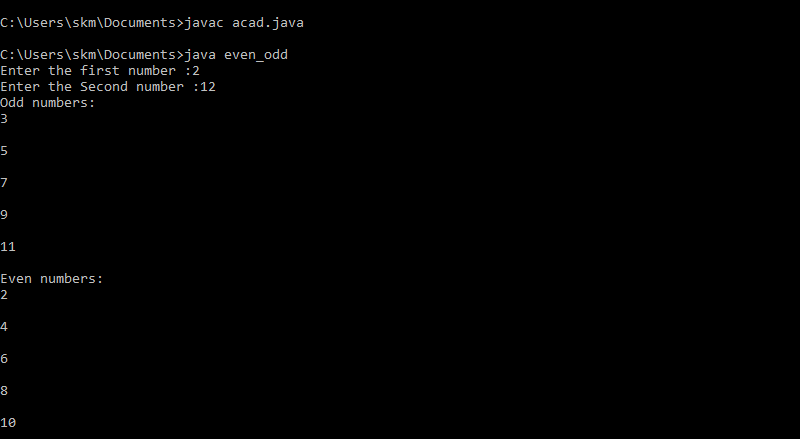 C:\Users\skm\Documents>javac acad.java
C:\Users\skm\Documents>java even_odd
Enter the first number :2
Enter the Second number :12
Odd numbers:
3
5
7
9
11
Even numbers:
2
4
6
8
10